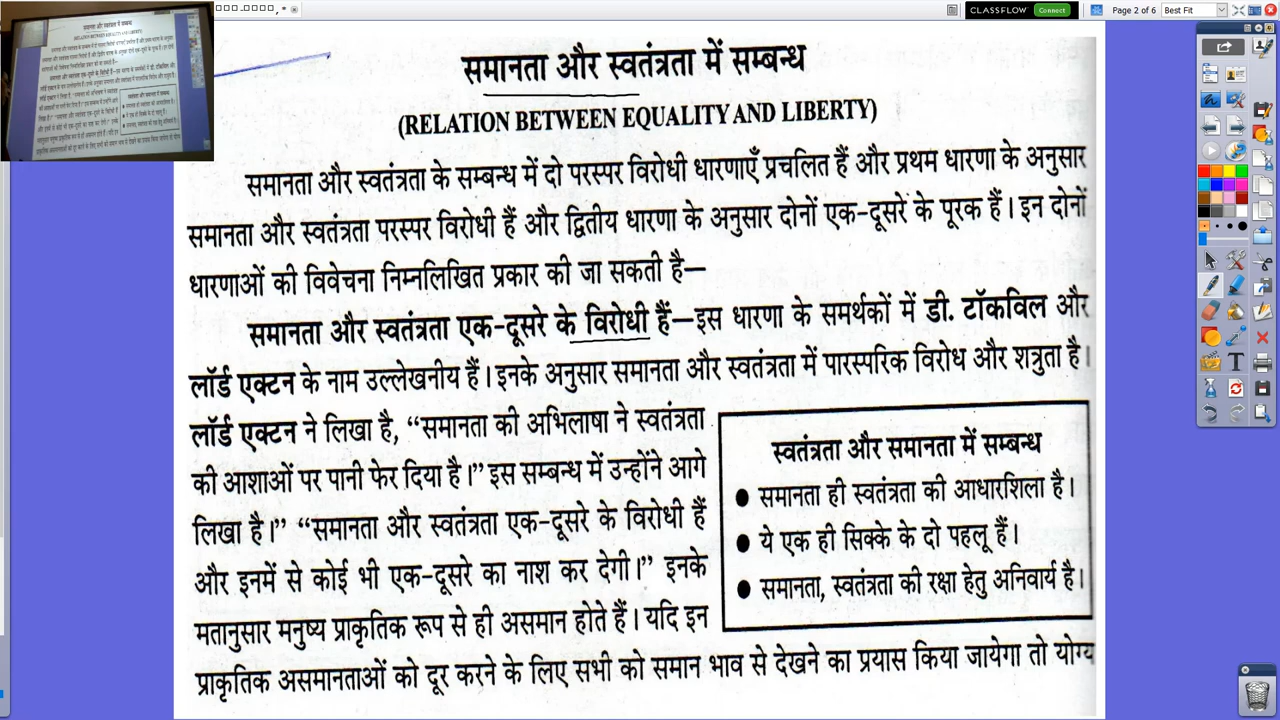 CLASSFLOW Connect
Page 2 of 6
Best Fit
समानता और स्वतंत्रता में सम्बन्ध
(RELATION BETWEEN EQUALITY AND LIBERTY)
समानता और स्वतंत्रता के सम्बन्ध में दो परस्पर विरोधी धारणाएँ प्रचलित हैं और प्रथम धारणा के अनुसार
समानता और स्वतंत्रता परस्पर विरोधी हैं और द्वितीय धारणा के अनुसार दोनों एक-दूसरे के पूरक हैं। इन दोनों
धारणाओं की विवेचना निम्नलिखित प्रकार की जा सकती है—
समानता और स्वतंत्रता एक-दूसरे के विरोधी हैं—इस धारणा के समर्थकों में डी. टॉकविल और
लॉर्ड एक्टन के नाम उल्लेखनीय हैं। इनके अनुसार समानता और स्वतंत्रता में पारस्परिक विरोध और शत्रुता है।
लॉर्ड एक्टन ने लिखा है, “समानता की अभिलाषा ने स्वतंत्रता
की आशाओं पर पानी फेर दिया है।” इस सम्बन्ध में उन्होंने आगे
लिखा है।” “समानता और स्वतंत्रता एक-दूसरे के विरोधी हैं
और इनमें से कोई भी एक-दूसरे का नाश कर देगी।” इनके
मतानुसार मनुष्य प्राकृतिक रूप से ही असमान होते हैं। यदि इन
प्राकृतिक असमानताओं को दूर करने के लिए सभी को समान भाव से देखने का प्रयास किया जायेगा तो योग्य
स्वतंत्रता और समानता में सम्बन्ध
● समानता ही स्वतंत्रता की आधारशिला है।
● ये एक ही सिक्के के दो पहलू हैं।
● समानता, स्वतंत्रता की रक्षा हेतु अनिवार्य है।